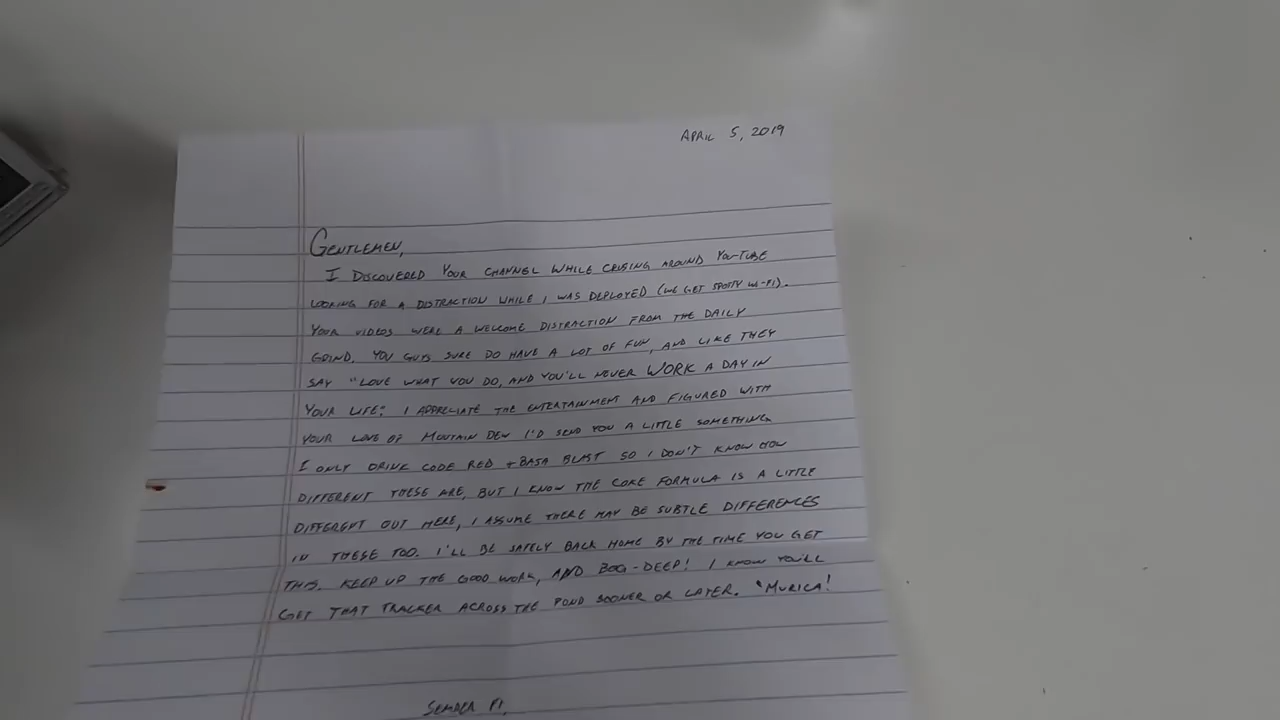 APRIL 5, 2019
GENTLEMEN,
I DISCOVERED YOUR CHANNEL WHILE CRUISING AROUND YOUTUBE
LOOKING FOR A DISTRACTION WHILE I WAS DEPLOYED (WE GET SPOTTY WI-FI).
YOUR VIDEOS WERE A WELCOME DISTRACTION FROM THE DAILY
GRIND. YOU GUYS SURE DO HAVE A LOT OF FUN, AND LIKE THEY
SAY "LOVE WHAT YOU DO, AND YOU'LL NEVER WORK A DAY IN
YOUR LIFE." I APPRECIATE THE ENTERTAINMENT AND FIGURED WITH
YOUR LOVE OF MOUNTAIN DEW I'D SEND YOU A LITTLE SOMETHING.
I ONLY DRINK CODE RED + BAJA BLAST SO I DON'T KNOW HOW
DIFFERENT THESE ARE, BUT I KNOW THE COKE FORMULA IS A LITTLE
DIFFERENT OUT HERE, I ASSUME THERE MAY BE SUBTLE DIFFERENCES
IN THESE TOO. I'LL BE SAFELY BACK HOME BY THE TIME YOU GET
THIS. KEEP UP THE GOOD WORK, AND BOG-DEEP! I KNOW YOU'LL
GET THAT TRACKER ACROSS THE POND SOONER OR LATER. 'MURICA!
SEMPER FI,